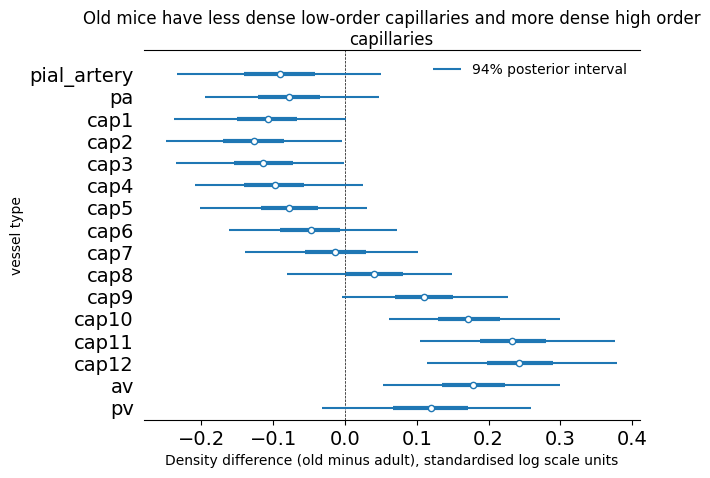 Old mice have less dense low-order capillaries and more dense high order
capillaries
94% posterior interval
pial_artery
pa
cap1
cap2
cap3
cap4
cap5
cap6
cap7
cap8
cap9
cap10
cap11
cap12
av
pv
vessel type
−0.2 −0.1 0.0 0.1 0.2 0.3 0.4
Density difference (old minus adult), standardised log scale units